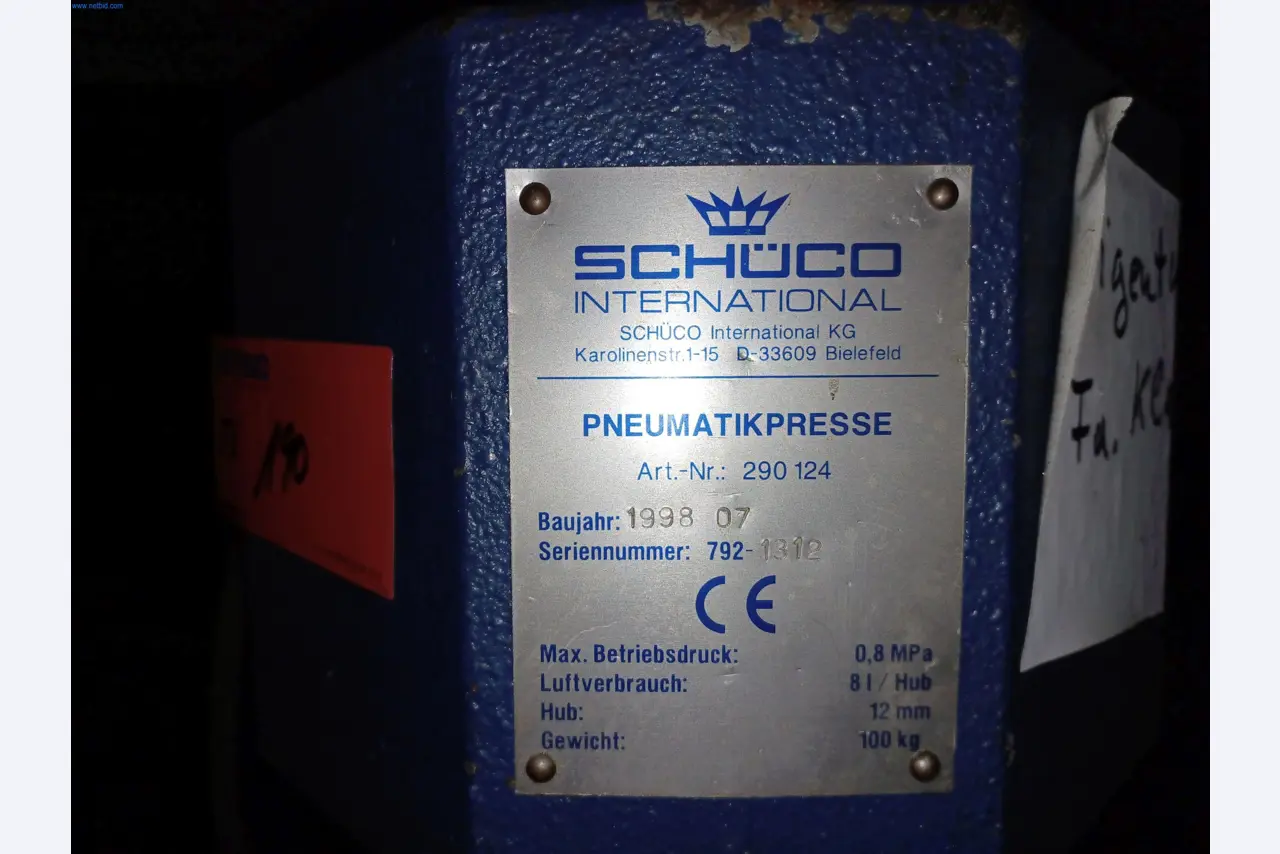 www.netbid.com
SCHÜCO
INTERNATIONAL
SCHÜCO International KG
Karolinenstr.1-15 D-33609 Bielefeld
PNEUMATIKPRESSE
Art.-Nr.: 290 124
Baujahr: 1998 07
Seriennummer: 792-1312
CE
Max. Betriebsdruck: 0,8 MPa
Luftverbrauch: 8 l / Hub
Hub: 12 mm
Gewicht: 100 kg
190
Fa.